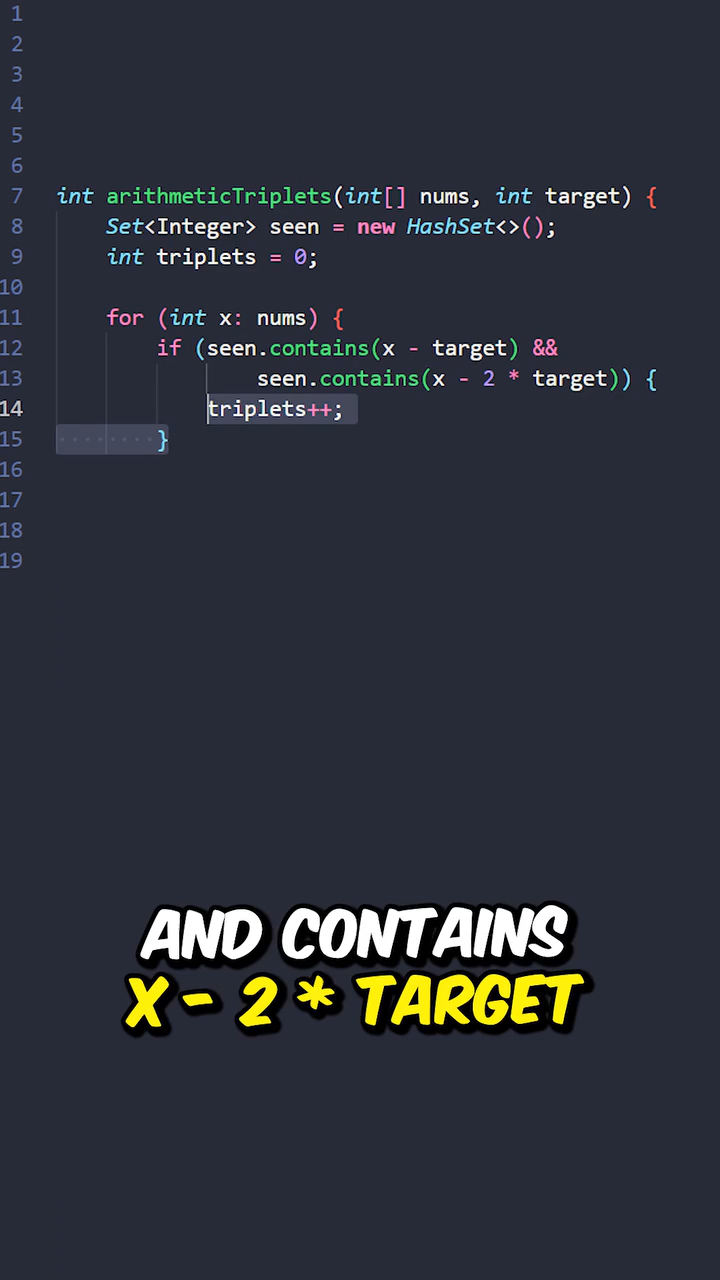 1
2
3
4
5
6
7 int arithmeticTriplets(int[] nums, int target) {
8 Set<Integer> seen = new HashSet<>();
9 int triplets = 0;
10
11 for (int x: nums) {
12 if (seen.contains(x - target) &&
13 seen.contains(x - 2 * target)) {
14 triplets++;
15 }
16
17
18
19
AND CONTAINS
X - 2 * TARGET